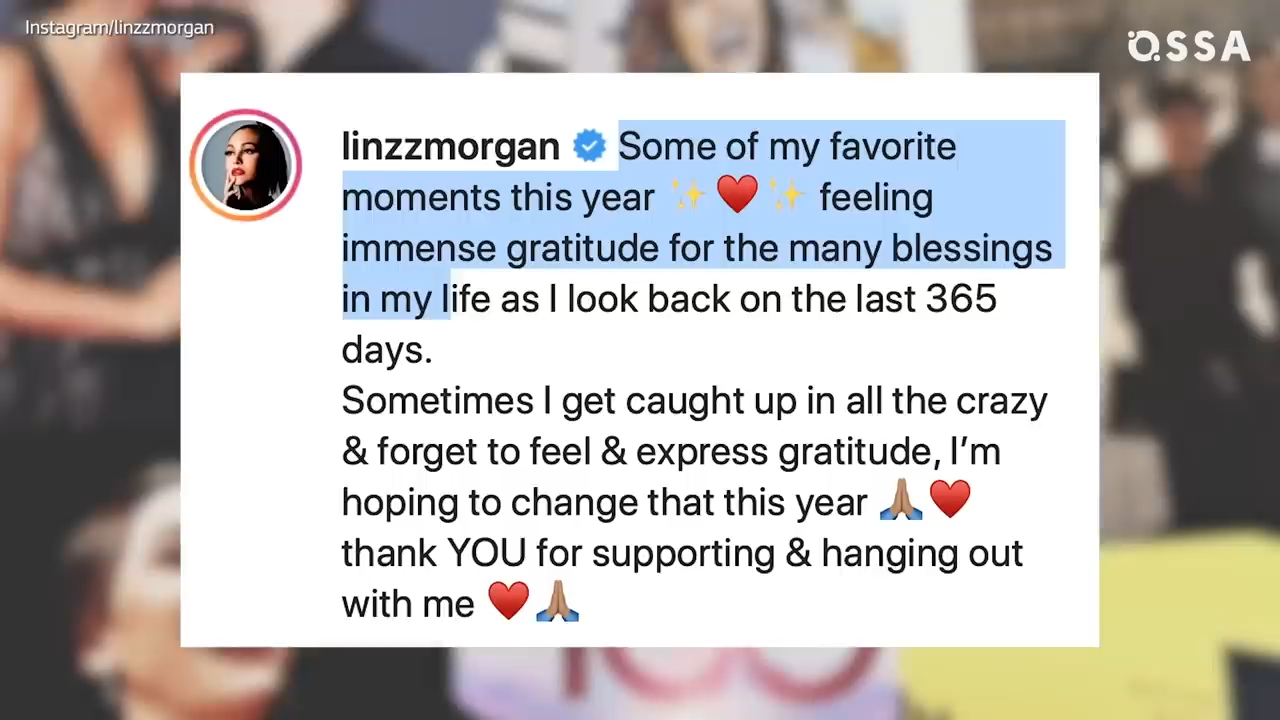 Instagram/linzzmorgan
OSSA
linzzmorgan Some of my favorite
moments this year ✨♥️✨ feeling
immense gratitude for the many blessings
in my life as I look back on the last 365
days.
Sometimes I get caught up in all the crazy
& forget to feel & express gratitude, I’m
hoping to change that this year 🙏🏽♥️
thank YOU for supporting & hanging out
with me ♥️🙏🏽